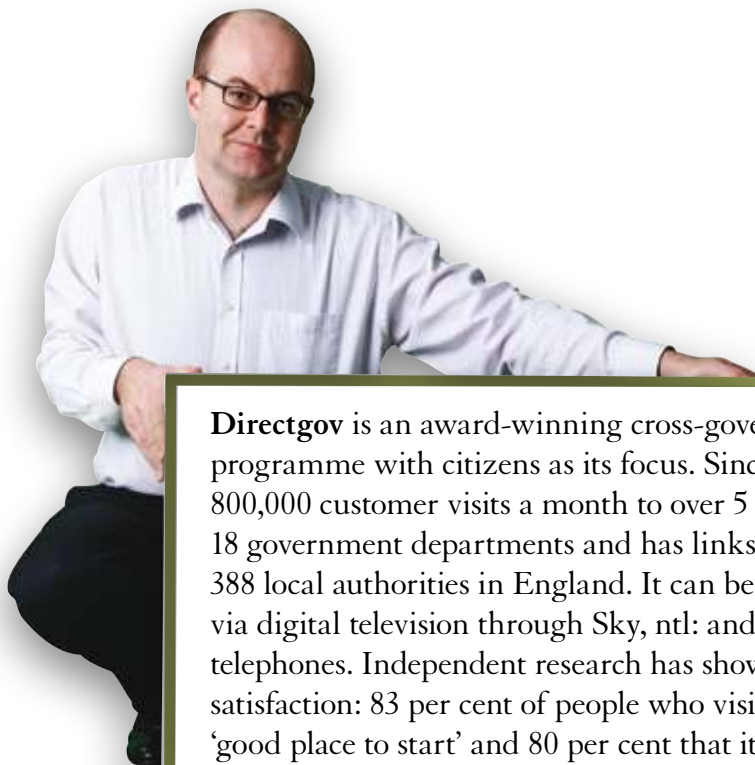 Directgov is an award-winning cross-gove
programme with citizens as its focus. Sinc
800,000 customer visits a month to over 5
18 government departments and has links
388 local authorities in England. It can be
via digital television through Sky, ntl: and
telephones. Independent research has show
satisfaction: 83 per cent of people who visi
‘good place to start’ and 80 per cent that it